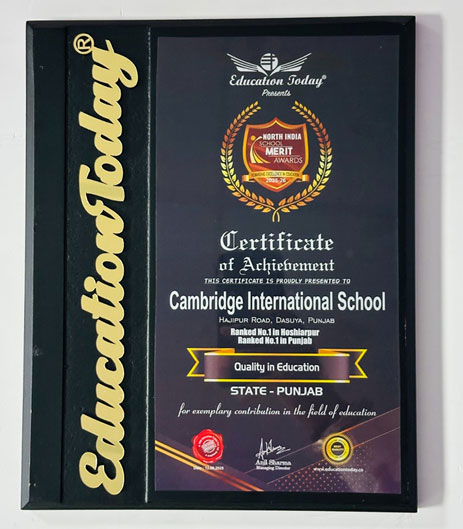 EducationToday®
Education Today®
Presents
NORTH INDIA
SCHOOL
MERIT
AWARDS
Certificate
of Achievement
THIS CERTIFICATE IS PROUDLY PRESENTED TO
Cambridge International School
HAJIPUR ROAD, DASUYA, PUNJAB
Ranked No.1 in Hoshiarpur
Ranked No.1 in Punjab
Quality in Education
STATE - PUNJAB
for exemplary contribution in the field of education
Anil Sharma
Managing Director
www.educationtoday.co